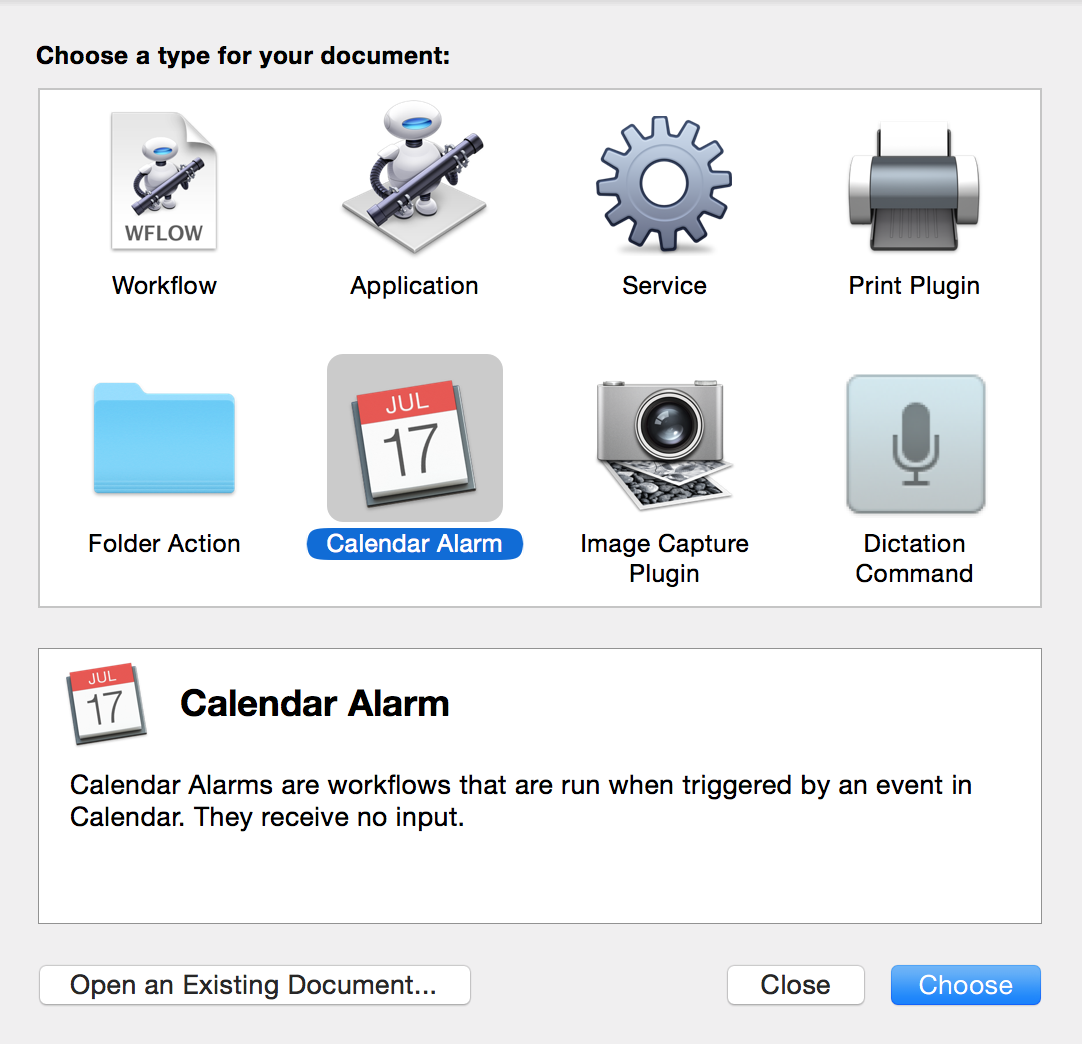 Choose a type for your document:
WFLOW
Workflow
Application
Service
Print Plugin
JUL
17
Folder Action
Calendar Alarm
Image Capture
Plugin
Dictation
Command
JUL
17
Calendar Alarm
Calendar Alarms are workflows that are run when triggered by an event in
Calendar. They receive no input.
Open an Existing Document...
Close
Choose